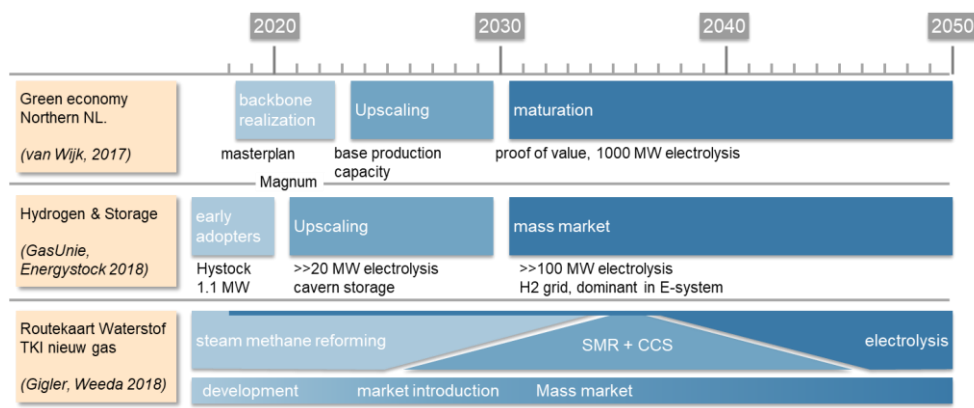 2020 2030 2040 2050
Green economy
Northern NL.
(van Wijk, 2017)
backbone
realization
Upscaling
maturation
masterplan
base production
capacity
proof of value, 1000 MW electrolysis
Magnum
Hydrogen & Storage
(GasUnie,
Energystock 2018)
early
adopters
Upscaling
mass market
Hystock
1.1 MW
>>20 MW electrolysis
cavern storage
>>100 MW electrolysis
H2 grid, dominant in E-system
Routekaart Waterstof
TKI nieuw gas
(Gigler, Weeda 2018)
steam methane reforming
SMR + CCS
electrolysis
development
market introduction
Mass market